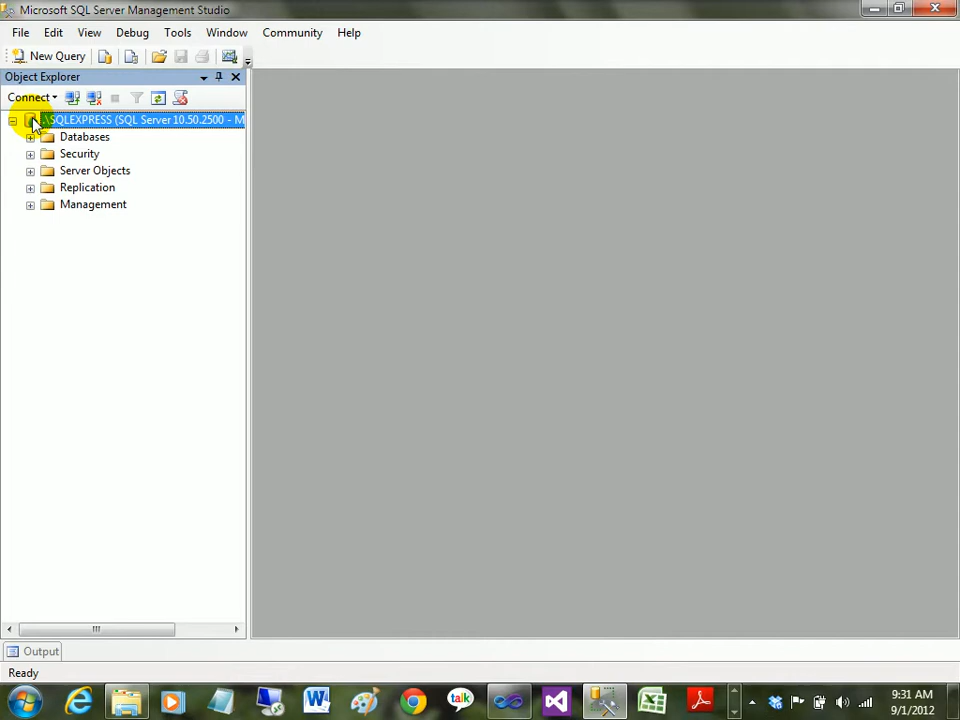 Microsoft SQL Server Management Studio
File Edit View Debug Tools Window Community Help
New Query
Object Explorer
Connect
.\SQLEXPRESS (SQL Server 10.50.2500 - M
Databases
Security
Server Objects
Replication
Management
Output
Ready
talk
9:31 AM
9/1/2012